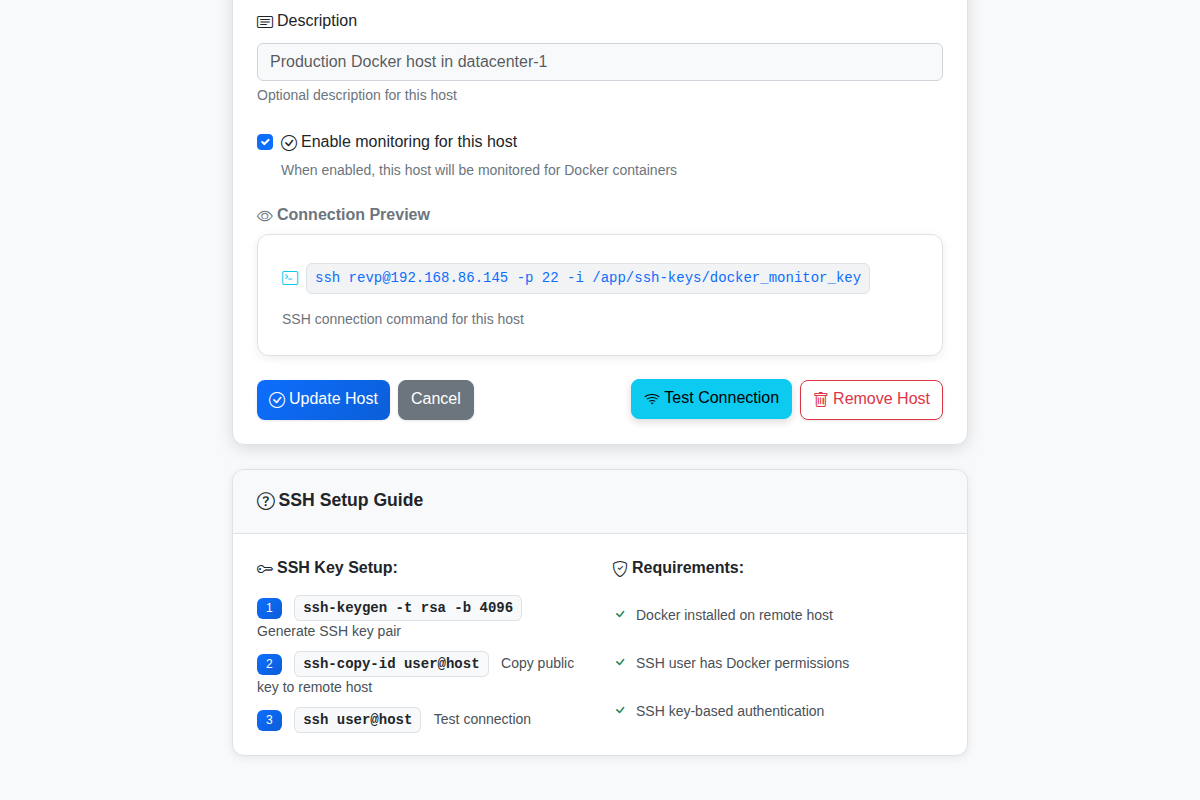 Description
Production Docker host in datacenter-1
Optional description for this host
Enable monitoring for this host
When enabled, this host will be monitored for Docker containers
Connection Preview
ssh revp@192.168.86.145 -p 22 -i /app/ssh-keys/docker_monitor_key
SSH connection command for this host
Update Host Cancel Test Connection Remove Host
SSH Setup Guide
SSH Key Setup:
1 ssh-keygen -t rsa -b 4096
Generate SSH key pair
2 ssh-copy-id user@host Copy public
key to remote host
3 ssh user@host Test connection
Requirements:
Docker installed on remote host
SSH user has Docker permissions
SSH key-based authentication